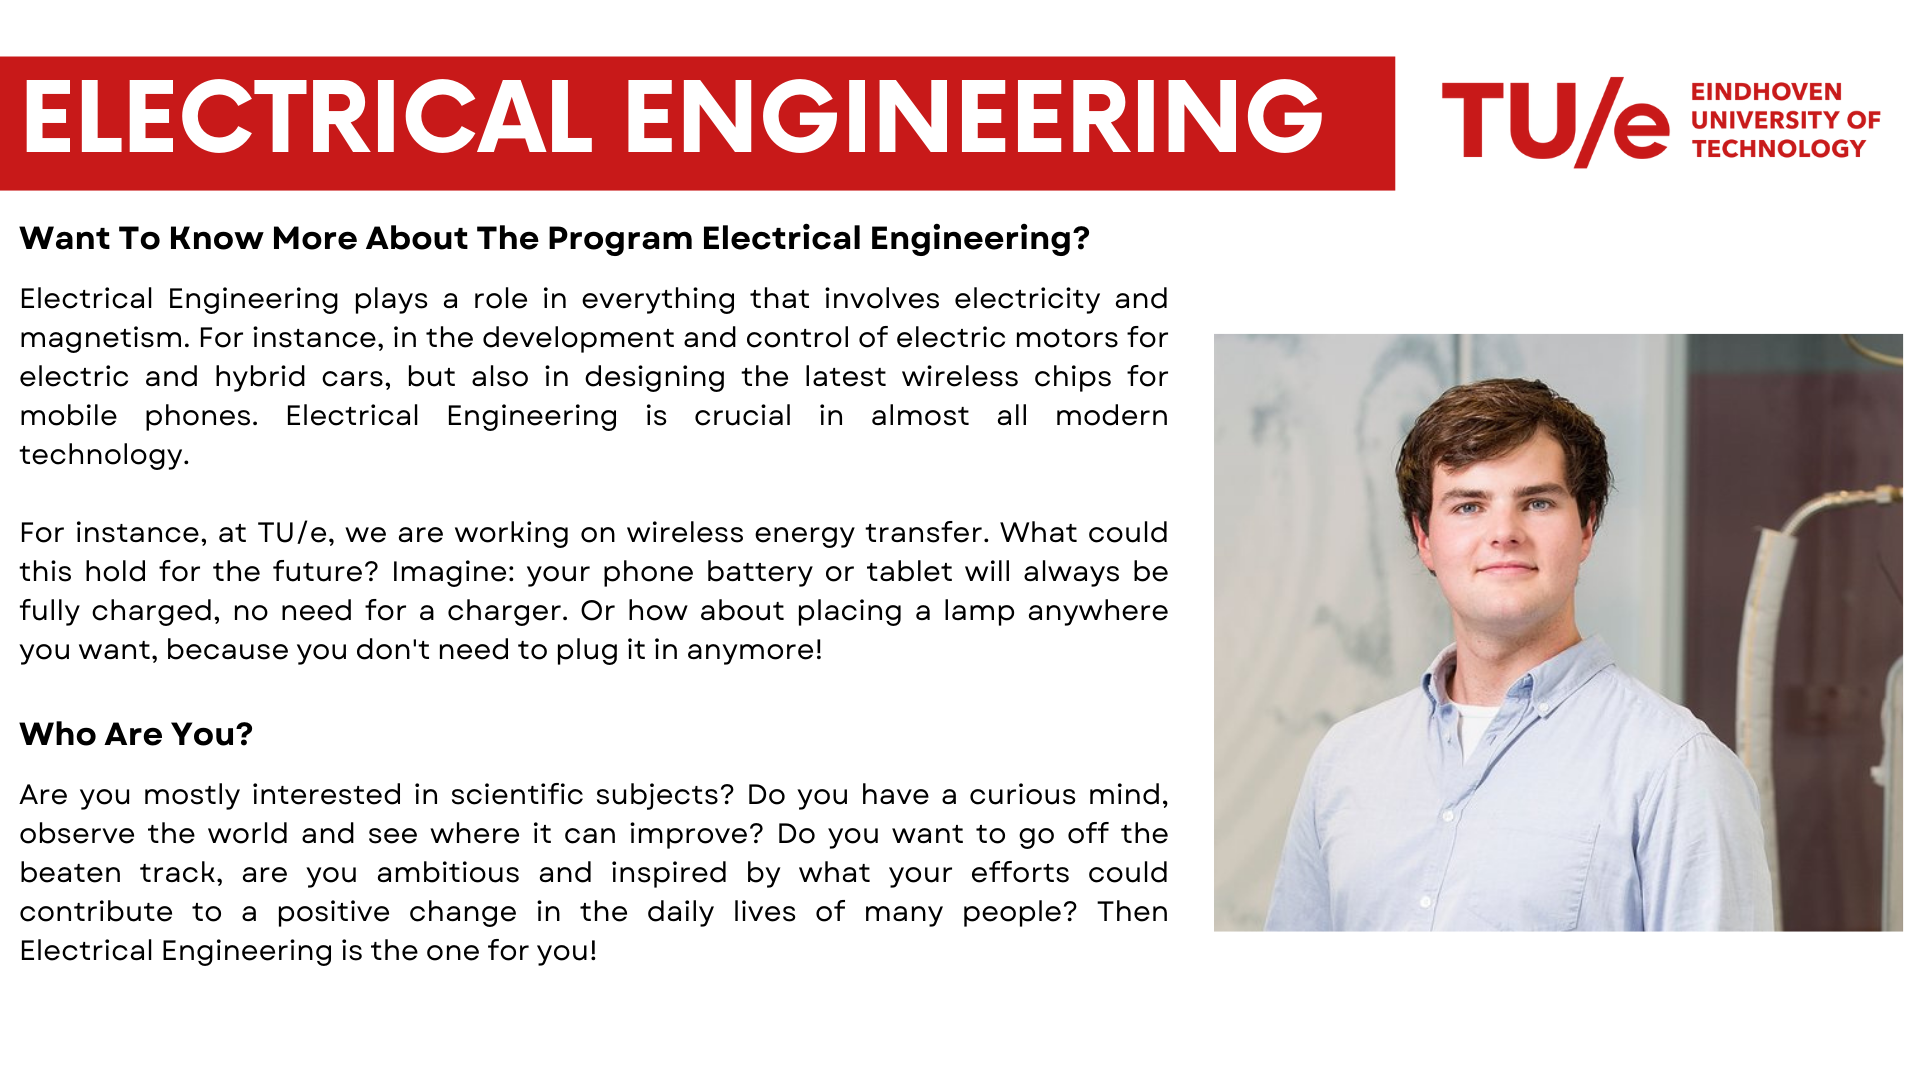 ELECTRICAL ENGINEERING
TU/e
EINDHOVEN
UNIVERSITY OF
TECHNOLOGY
Want To Know More About The Program Electrical Engineering?
Electrical Engineering plays a role in everything that involves electricity and
magnetism. For instance, in the development and control of electric motors for
electric and hybrid cars, but also in designing the latest wireless chips for
mobile phones. Electrical Engineering is crucial in almost all modern
technology.
For instance, at TU/e, we are working on wireless energy transfer. What could
this hold for the future? Imagine: your phone battery or tablet will always be
fully charged, no need for a charger. Or how about placing a lamp anywhere
you want, because you don't need to plug it in anymore!
Who Are You?
Are you mostly interested in scientific subjects? Do you have a curious mind,
observe the world and see where it can improve? Do you want to go off the
beaten track, are you ambitious and inspired by what your efforts could
contribute to a positive change in the daily lives of many people? Then
Electrical Engineering is the one for you!